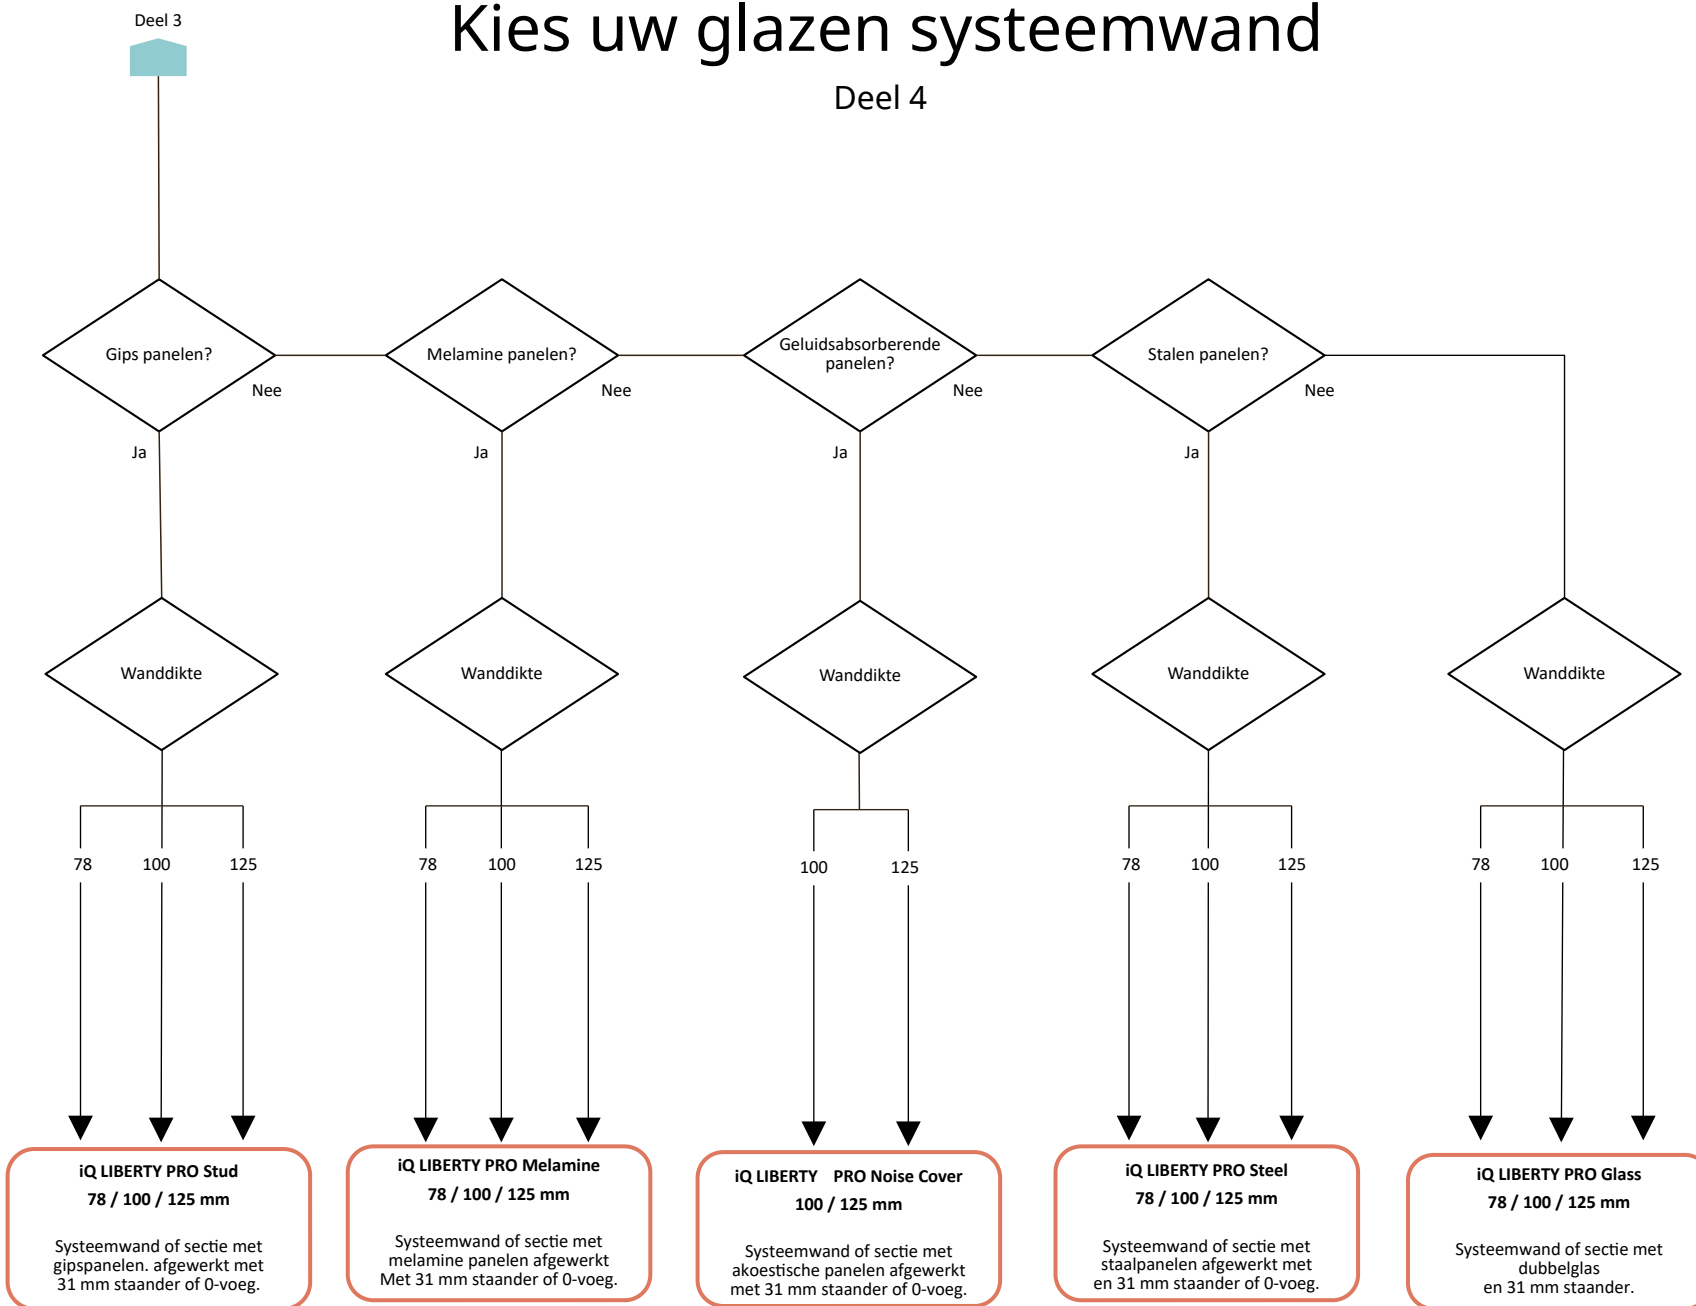 Deel 3
Kies uw glazen systeemwand
Deel 4
Gips panelen?
Nee
Ja
Melamine panelen?
Nee
Ja
Geluidsabsorberende
panelen?
Nee
Ja
Stalen panelen?
Nee
Ja
Wanddikte
Wanddikte
Wanddikte
Wanddikte
Wanddikte
78 100 125
78 100 125
100 125
78 100 125
78 100 125
iQ LIBERTY PRO Stud
78 / 100 / 125 mm
Systeemwand of sectie met
gipspanelen. afgewerkt met
31 mm staander of 0-voeg.
iQ LIBERTY PRO Melamine
78 / 100 / 125 mm
Systeemwand of sectie met
melamine panelen afgewerkt
Met 31 mm staander of 0-voeg.
iQ LIBERTY PRO Noise Cover
100 / 125 mm
Systeemwand of sectie met
akoestische panelen afgewerkt
met 31 mm staander of 0-voeg.
iQ LIBERTY PRO Steel
78 / 100 / 125 mm
Systeemwand of sectie met
staalpanelen afgewerkt met
en 31 mm staander of 0-voeg.
iQ LIBERTY PRO Glass
78 / 100 / 125 mm
Systeemwand of sectie met
dubbelglas
en 31 mm staander.